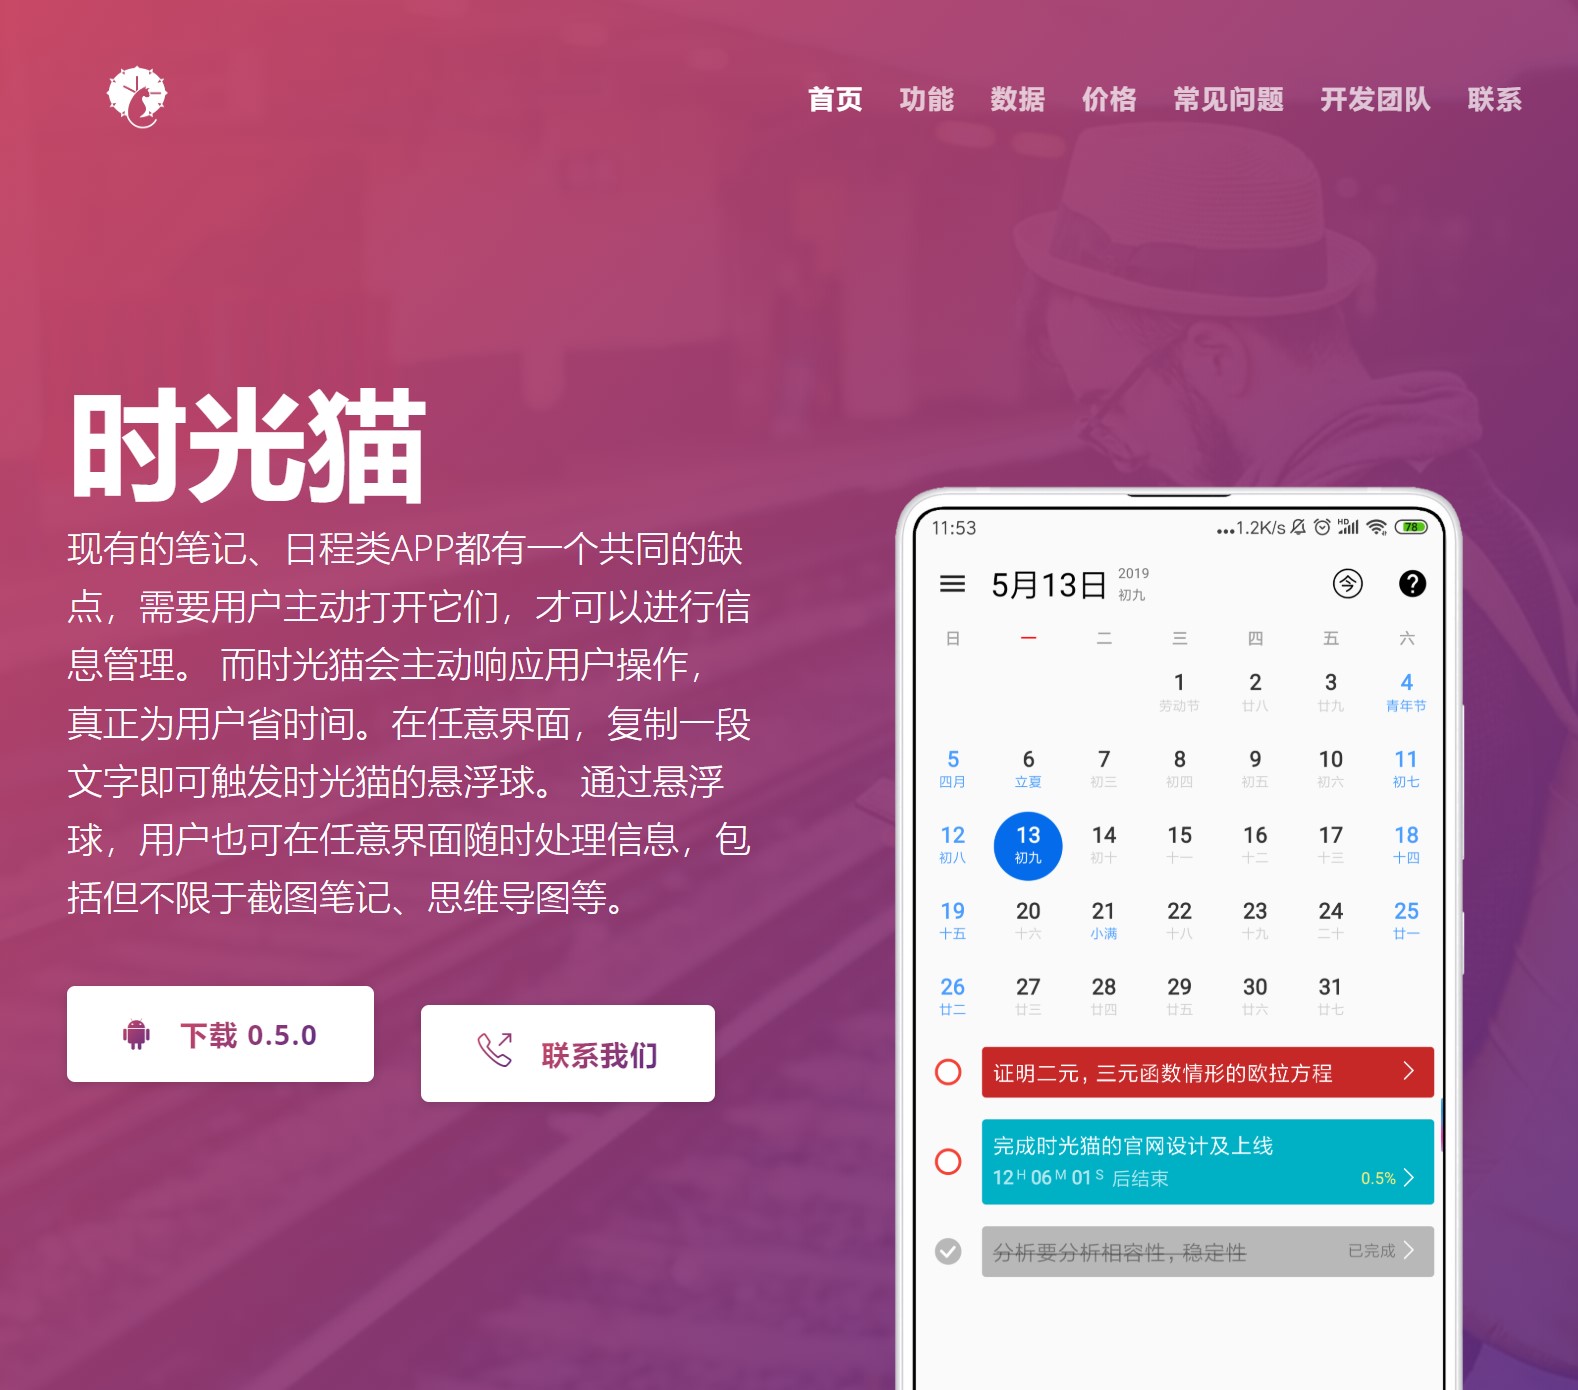 首页 功能 数据 价格 常见问题 开发团队 联系
时光猫
现有的笔记、日程类APP都有一个共同的缺
点，需要用户主动打开它们，才可以进行信
息管理。 而时光猫会主动响应用户操作，
真正为用户省时间。在任意界面，复制一段
文字即可触发时光猫的悬浮球。 通过悬浮
球，用户也可在任意界面随时处理信息，包
括但不限于截图笔记、思维导图等。
下载 0.5.0
联系我们
11:53 ...1.2K/s HD 78
5月13日 2019
初九
今 ?
日 一 二 三 四 五 六
1 2 3 4
劳动节 廿八 廿九 青年节
5 6 7 8 9 10 11
四月 立夏 初三 初四 初五 初六 初七
12 13 14 15 16 17 18
初八 初九 初十 十一 十二 十三 十四
19 20 21 22 23 24 25
十五 十六 小满 十八 十九 二十 廿一
26 27 28 29 30 31
廿二 廿三 廿四 廿五 廿六 廿七
证明二元，三元函数情形的欧拉方程
完成时光猫的官网设计及上线
12H 06M 01S 后结束 0.5%
分析要分析相容性，稳定性 已完成